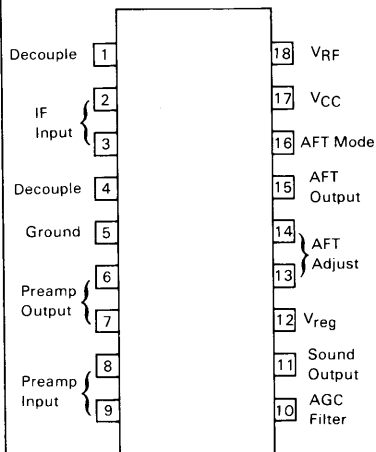 Decouple 1
2
IF
Input
3
Decouple 4
Ground 5
6
Preamp
Output
7
8
Preamp
Input
9
18 VRF
17 VCC
16 AFT Mode
15 AFT
Output
14
AFT
Adjust
13
12 Vreg
11 Sound
Output
10 AGC
Filter